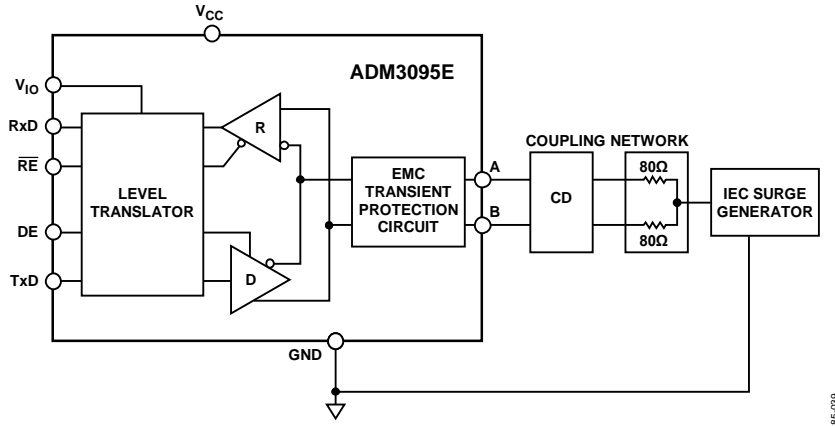 VCC
ADM3095E
VIO
RxD
RE
DE
TxD
LEVEL
TRANSLATOR
R
D
EMC
TRANSIENT
PROTECTION
CIRCUIT
A
B
COUPLING NETWORK
CD
80Ω
80Ω
IEC SURGE
GENERATOR
GND